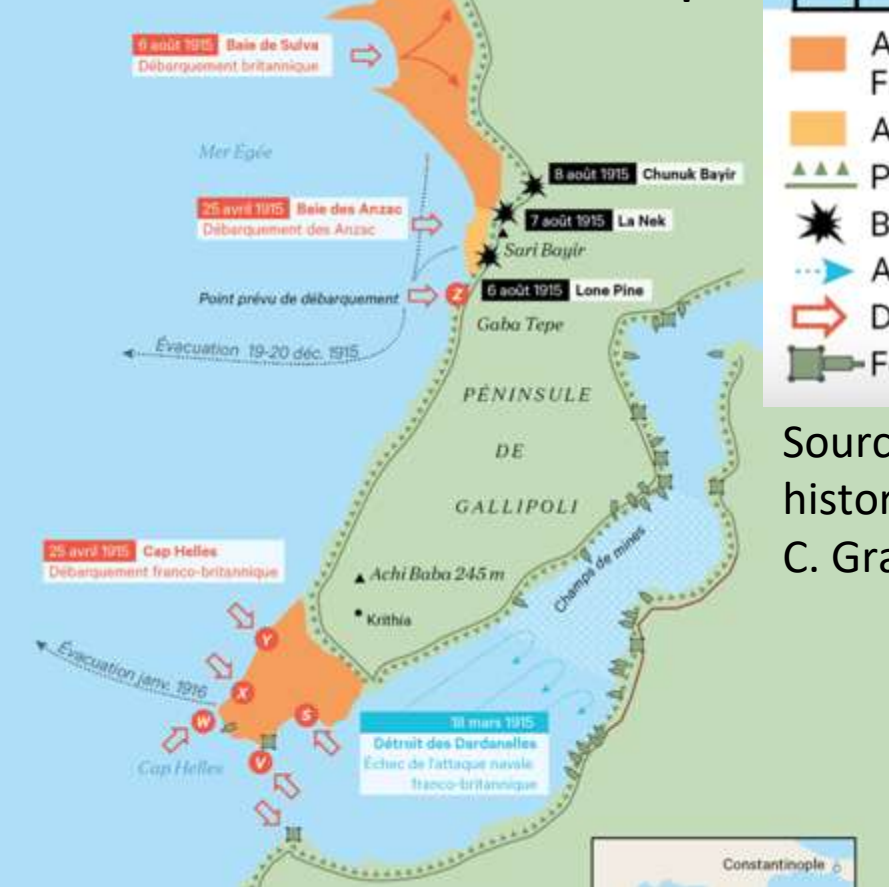 6 août 1915 Baie de Sulva
Débarquement britannique
Mer Égée
8 août 1915 Chunuk Bayir
25 avril 1915 Baie des Anzac
Débarquement des Anzac
7 août 1915 La Nek
Sari Bayir
Point prévu de débarquement
Z
6 août 1915 Lone Pine
Gaba Tepe
Évacuation 19-20 déc. 1915
PÉNINSULE
DE
GALLIPOLI
25 avril 1915 Cap Helles
Débarquement franco-britannique
Champs de mines
Achi Baba 245 m
Krithia
Y
Évacuation janv. 1916
X
W
S
V
Cap Helles
18 mars 1915
Détroit des Dardanelles
Échec de l'attaque navale
franco-britannique
Constantinople
A
F
A
P
B
A
D
F
Sourc
histor
C. Gra